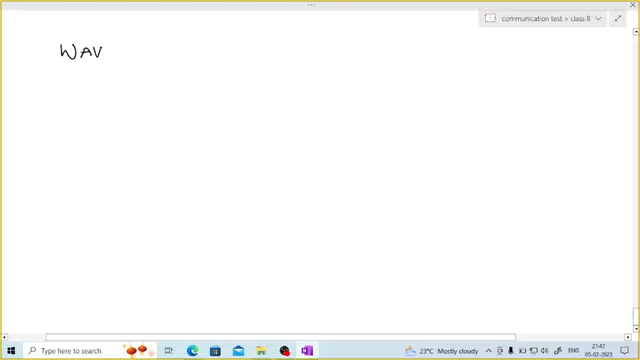 communication test > class 8
WAV
Type here to search
23°C Mostly cloudy
ENG
21:47
05-02-2023